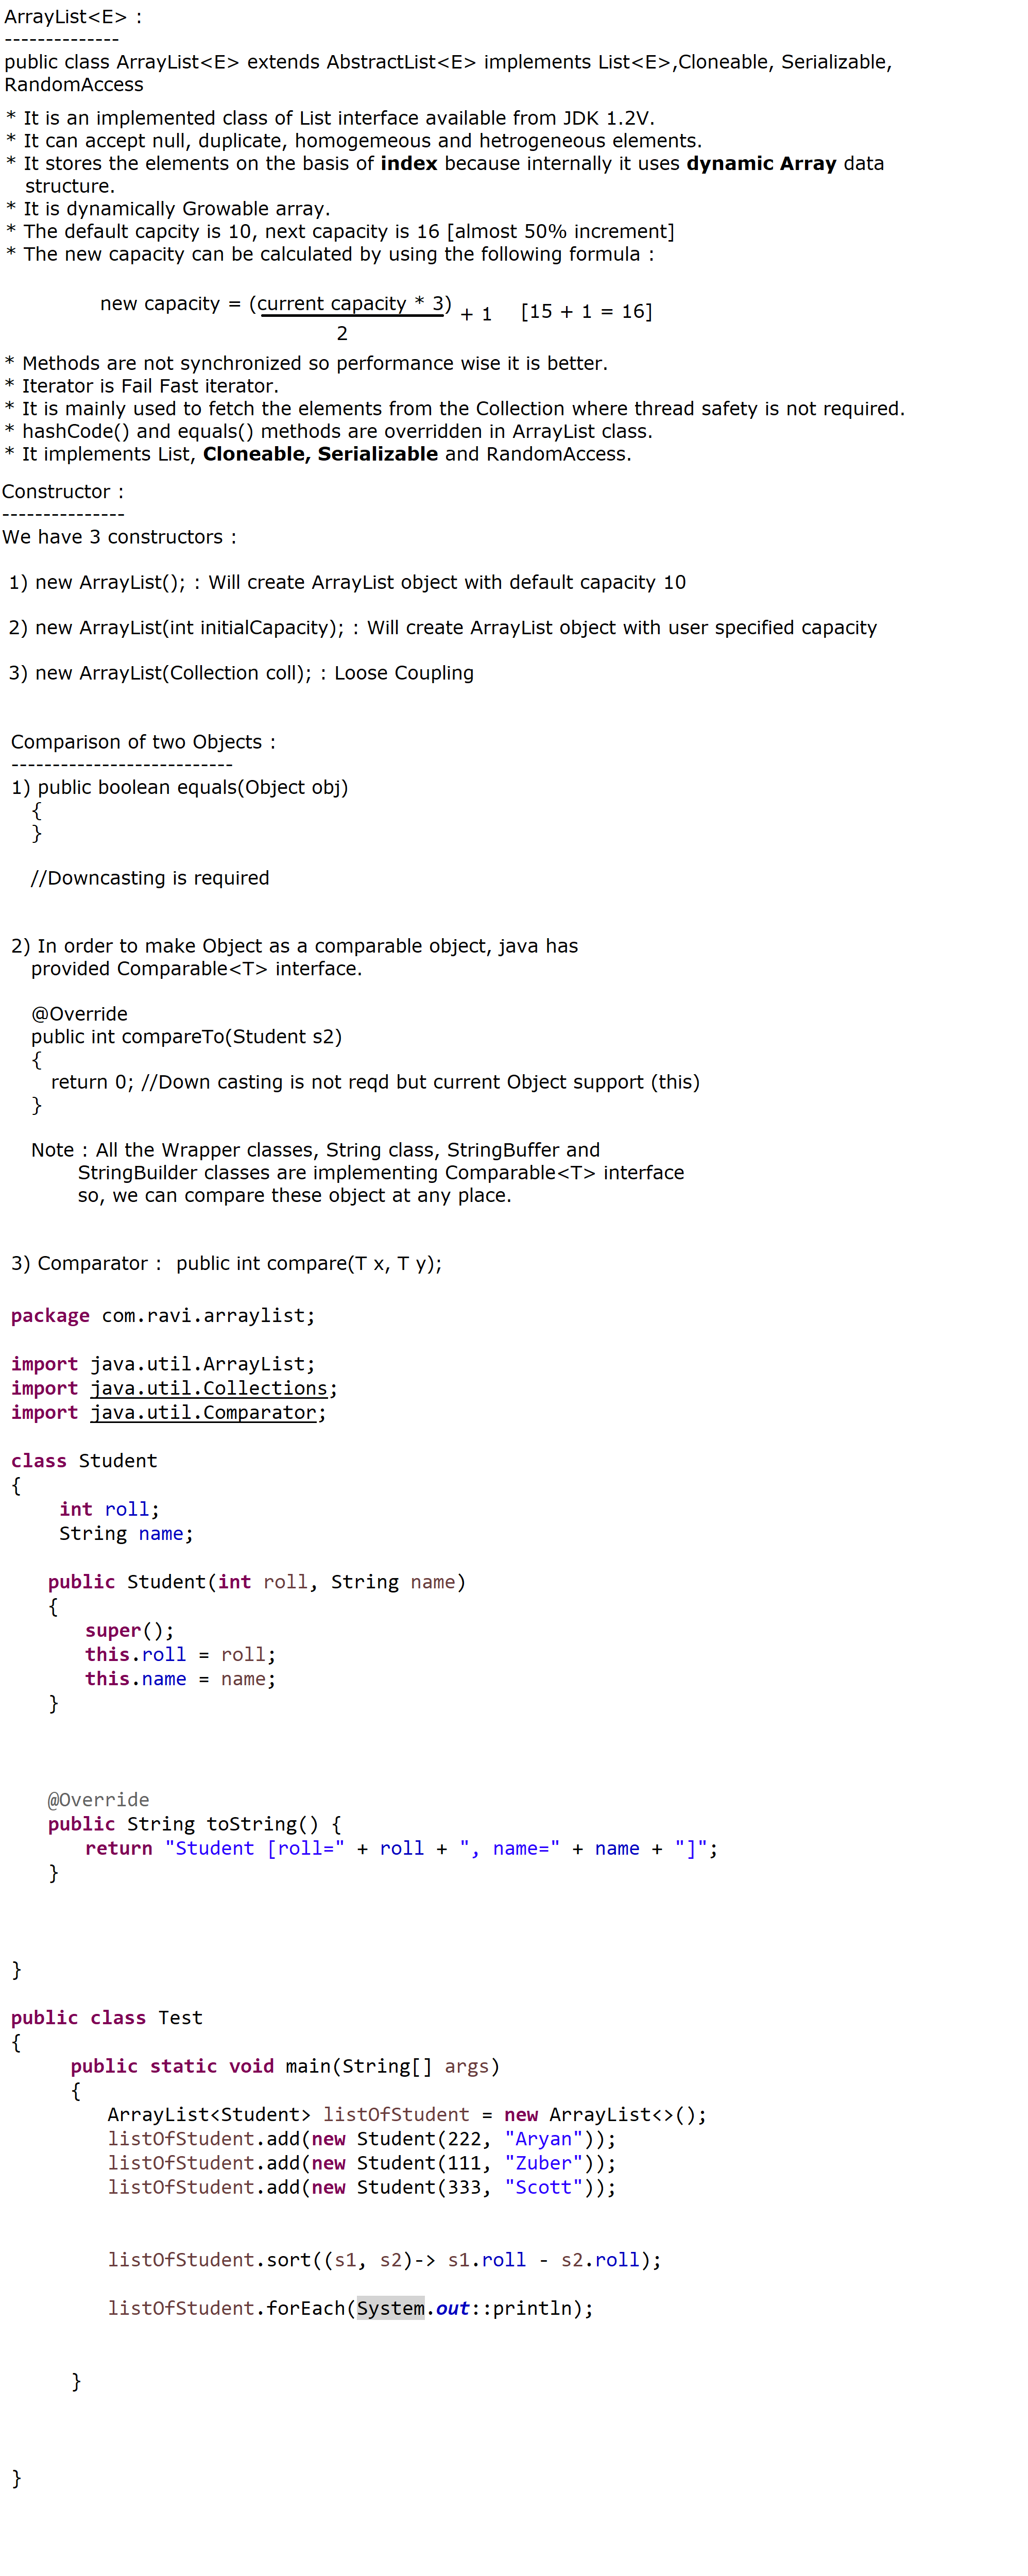 ArrayList<E> :
--------------
public class ArrayList<E> extends AbstractList<E> implements List<E>,Cloneable, Serializable,
RandomAccess
* It is an implemented class of List interface available from JDK 1.2V.
* It can accept null, duplicate, homogemeous and hetrogeneous elements.
* It stores the elements on the basis of index because internally it uses dynamic Array data
structure.
* It is dynamically Growable array.
* The default capcity is 10, next capacity is 16 [almost 50% increment]
* The new capacity can be calculated by using the following formula :
new capacity = (current capacity * 3) + 1 [15 + 1 = 16]
2
* Methods are not synchronized so performance wise it is better.
* Iterator is Fail Fast iterator.
* It is mainly used to fetch the elements from the Collection where thread safety is not required.
* hashCode() and equals() methods are overridden in ArrayList class.
* It implements List, Cloneable, Serializable and RandomAccess.
Constructor :
---------------
We have 3 constructors :
1) new ArrayList(); : Will create ArrayList object with default capacity 10
2) new ArrayList(int initialCapacity); : Will create ArrayList object with user specified capacity
3) new ArrayList(Collection coll); : Loose Coupling
Comparison of two Objects :
---------------------------
1) public boolean equals(Object obj)
{
}
//Downcasting is required
2) In order to make Object as a comparable object, java has
provided Comparable<T> interface.
@Override
public int compareTo(Student s2)
{
return 0; //Down casting is not reqd but current Object support (this)
}
Note : All the Wrapper classes, String class, StringBuffer and
StringBuilder classes are implementing Comparable<T> interface
so, we can compare these object at any place.
3) Comparator : public int compare(T x, T y);
package com.ravi.arraylist;
import java.util.ArrayList;
import java.util.Collections;
import java.util.Comparator;
class Student
{
int roll;
String name;
public Student(int roll, String name)
{
super();
this.roll = roll;
this.name = name;
}
@Override
public String toString() {
return "Student [roll=" + roll + ", name=" + name + "]";
}
}
public class Test
{
public static void main(String[] args)
{
ArrayList<Student> listOfStudent = new ArrayList<>();
listOfStudent.add(new Student(222, "Aryan"));
listOfStudent.add(new Student(111, "Zuber"));
listOfStudent.add(new Student(333, "Scott"));
listOfStudent.sort((s1, s2)-> s1.roll - s2.roll);
listOfStudent.forEach(System.out::println);
}
}